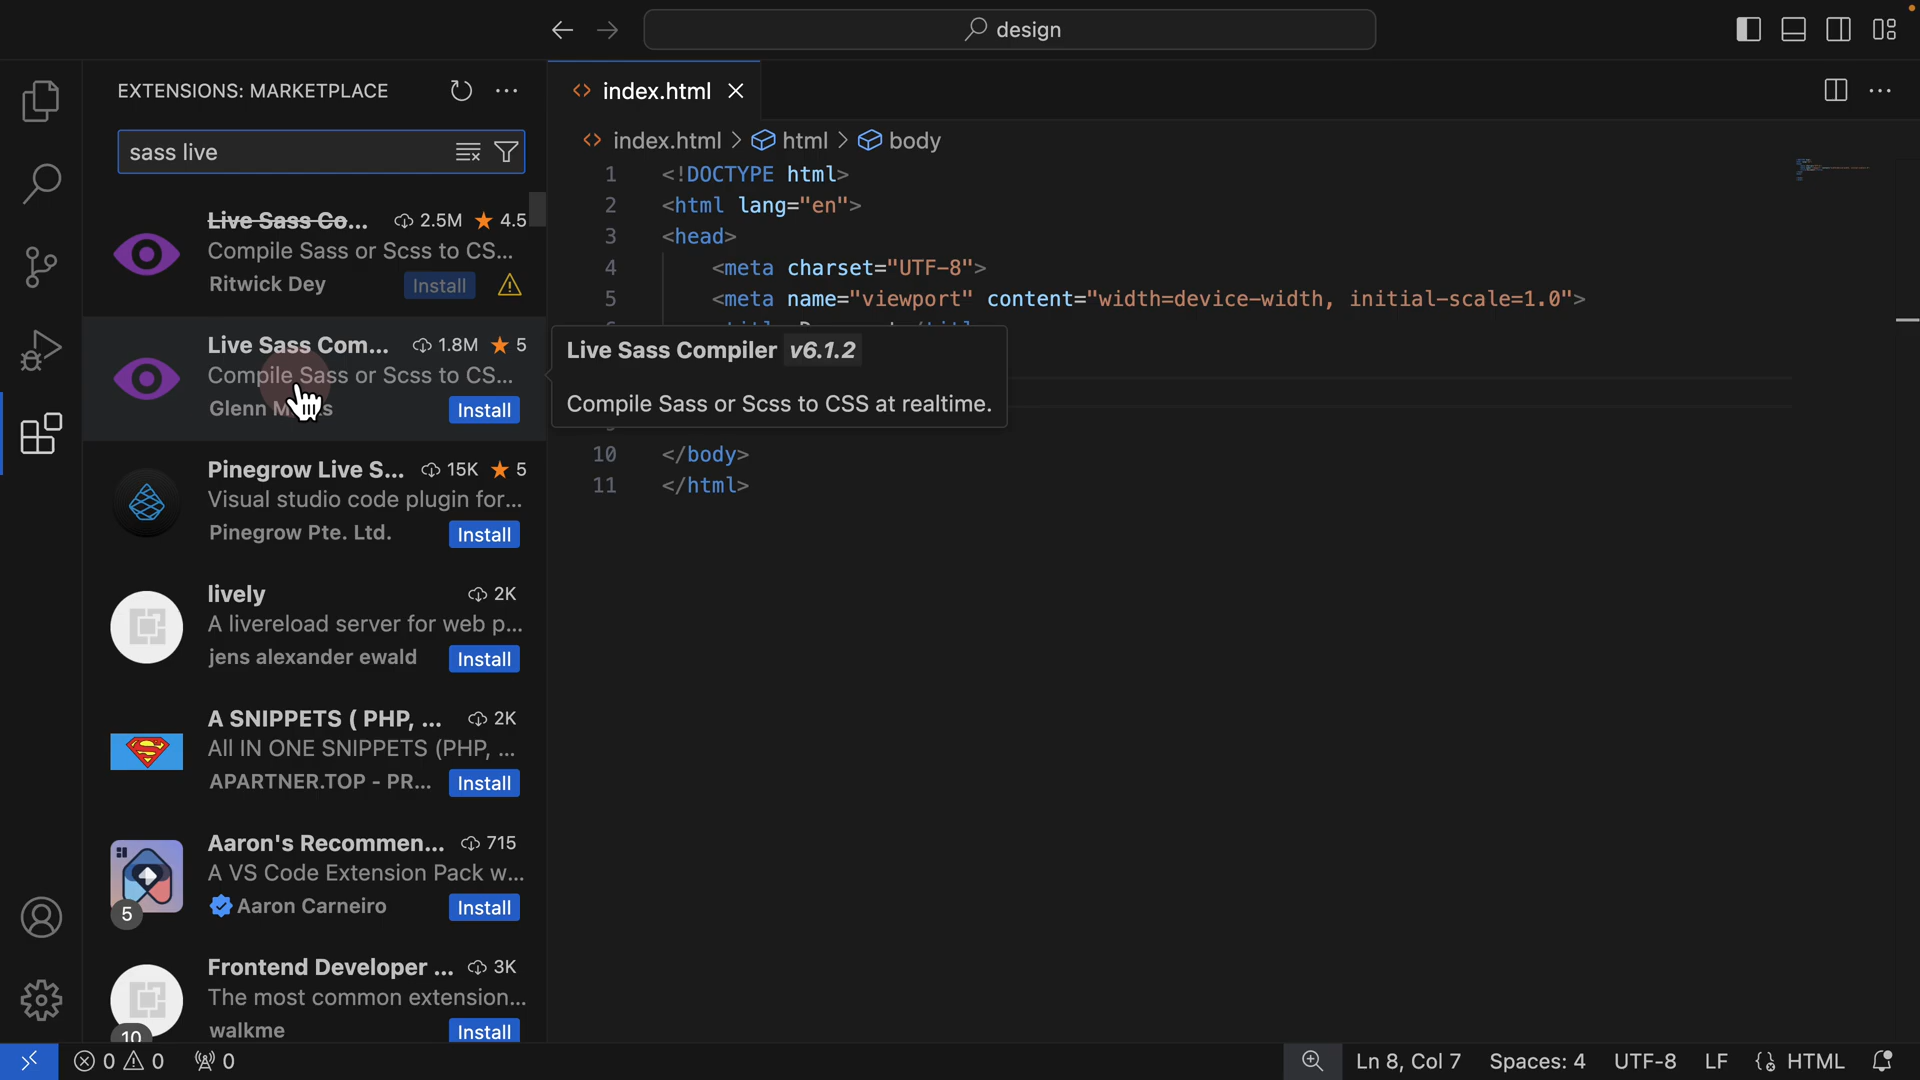 design
EXTENSIONS: MARKETPLACE
sass live
Live Sass Co... 2.5M 4.5
Compile Sass or Scss to CS...
Ritwick Dey Install
Live Sass Com... 1.8M 5
Compile Sass or Scss to CS...
Glenn Install
Pinegrow Live S... 15K 5
Visual studio code plugin for...
Pinegrow Pte. Ltd. Install
lively 2K
A livereload server for web p...
jens alexander ewald Install
A SNIPPETS ( PHP, ... 2K
All IN ONE SNIPPETS (PHP, ...
APARTNER.TOP - PR... Install
Aaron's Recommen... 715
A VS Code Extension Pack w...
5 Aaron Carneiro Install
Frontend Developer ... 3K
The most common extension...
10 walkme Install
index.html
index.html > html > body
1 <!DOCTYPE html>
2 <html lang="en">
3 <head>
4 <meta charset="UTF-8">
5 <meta name="viewport" content="width=device-width, initial-scale=1.0">
Live Sass Compiler v6.1.2
Compile Sass or Scss to CSS at realtime.
10 </body>
11 </html>
0 0 0 Ln 8, Col 7 Spaces: 4 UTF-8 LF HTML